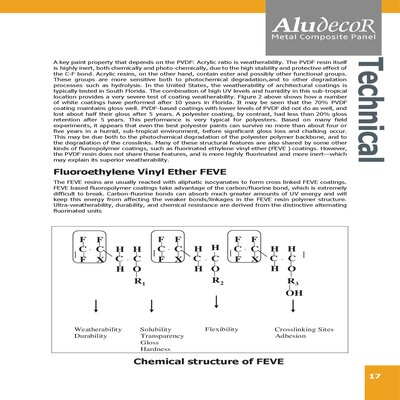 AludecoR
Metal Composite Panel
Technical
A key paint property that depends on the PVDF: Acrylic ratio is weatherability. The PVDF resin itself
is highly inert, both chemically and photo-chemically, due to the high stability and protective effect of
the C-F bond. Acrylic resins, on the other hand, contain ester and possibly other functional groups.
These groups are more sensitive both to photochemical degradation,and to other degradation
processes such as hydrolysis. In the United States, the weatherability of architectural coatings is
typically tested in South Florida. The combination of high UV levels and humidity in this sub-tropical
location provides a very severe test of coating weatherability. Figure 2 above shows how a number
of white coatings have performed after 10 years in Florida. It may be seen that the 70% PVDF
coating maintains gloss well. PVDF-based coatings with lower levels of PVDF did not do as well, and
lost about half their gloss after 5 years. A polyester coating, by contrast, had less than 20% gloss
retention after 5 years. This performance is very typical for polyesters. Based on many field
experiments, it appears that even the best polyester paints can survive no more than about four or
five years in a humid, sub-tropical environment, before significant gloss loss and chalking occur.
This may be due both to the photochemical degradation of the polyester polymer backbone, and to
the degradation of the crosslinks. Many of these structural features are also shared by some other
kinds of fluoropolymer coatings, such as fluorinated ethylene vinyl ether (FEVE ) coatings. However,
the PVDF resin does not share these features, and is more highly fluorinated and more inert—which
may explain its superior weatherability.
Fluoroethylene Vinyl Ether FEVE
The FEVE resins are usually reacted with aliphatic isocyanates to form cross linked FEVE coatings.
FEVE based fluoropolymer coatings take advantage of the carbon/fluorine bond, which is extremely
difficult to break. Carbon-fluorine bonds can absorb much greater amounts of UV energy and will
keep this energy from affecting the weaker bonds/linkages in the FEVE resin polymer structure.
Ultra-weatherability, durability, and chemical resistance are derived from the distinctive alternating
fluorinated units
F F H H F F H H F F H H
C C C C C C C C C C C C
F X H O F X H O F X H O
R1 R2 R3
OH
Weatherability Solubility Flexibility Crosslinking Sites
Durability Transparency Adhesion
Gloss
Hardness
Chemical structure of FEVE
17